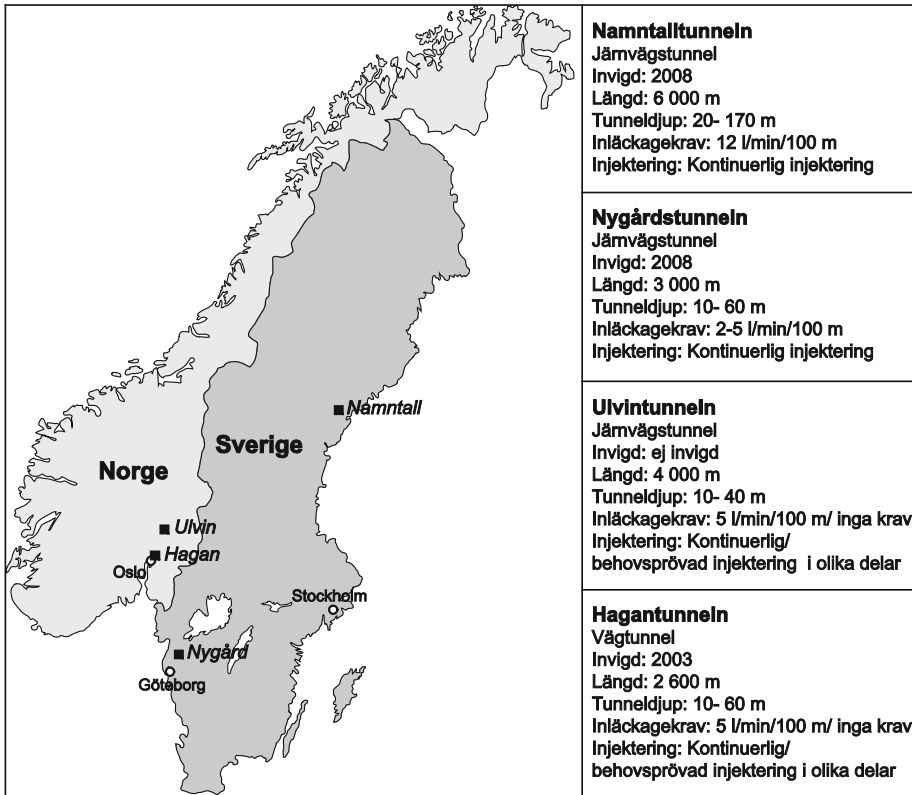 Namntall
Sverige
Norge
Ulvin
Hagan
Oslo
Stockholm
Nygård
Göteborg
Namntalltunneln
Järnvägstunnel
Invigd: 2008
Längd: 6 000 m
Tunneldjup: 20- 170 m
Inläckagekrav: 12 l/min/100 m
Injektering: Kontinuerlig injektering
Nygårdstunneln
Järnvägstunnel
Invigd: 2008
Längd: 3 000 m
Tunneldjup: 10- 60 m
Inläckagekrav: 2-5 l/min/100 m
Injektering: Kontinuerlig injektering
Ulvintunneln
Järnvägstunnel
Invigd: ej invigd
Längd: 4 000 m
Tunneldjup: 10- 40 m
Inläckagekrav: 5 l/min/100 m/ inga krav
Injektering: Kontinuerlig/
behovsprövad injektering i olika delar
Hagantunneln
Vägtunnel
Invigd: 2003
Längd: 2 600 m
Tunneldjup: 10- 60 m
Inläckagekrav: 5 l/min/100 m/ inga krav
Injektering: Kontinuerlig/
behovsprövad injektering i olika delar